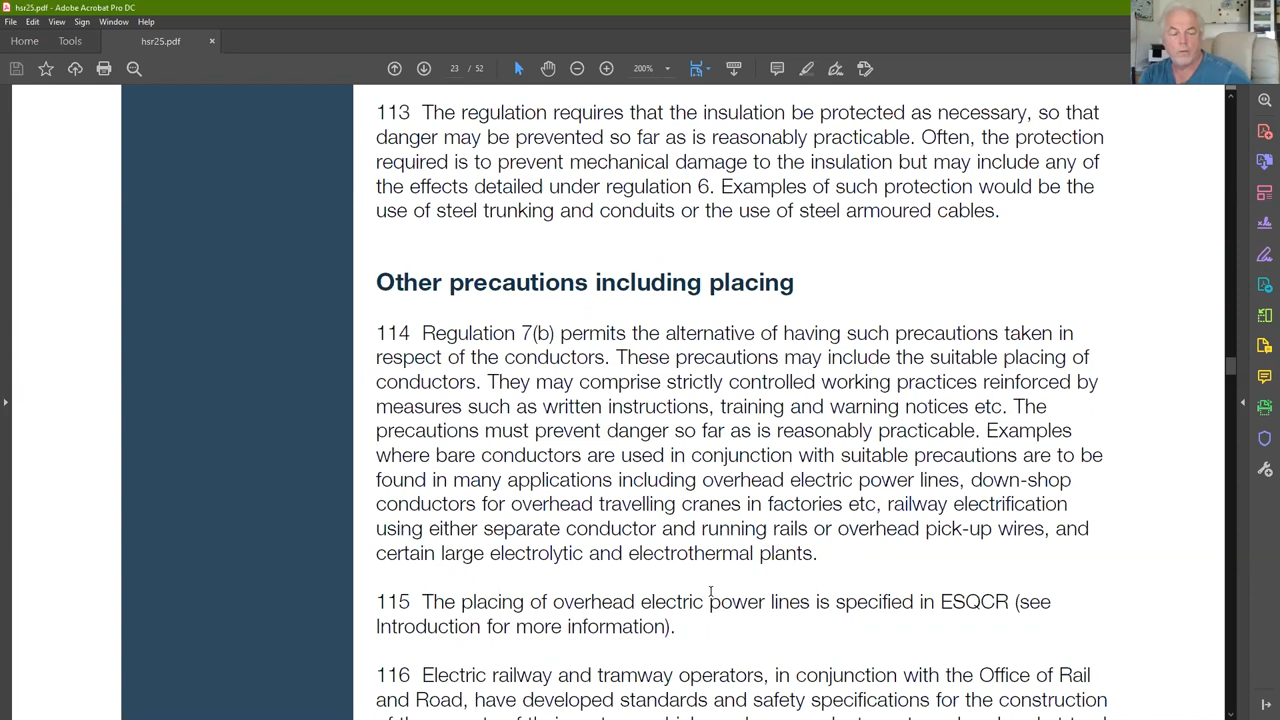 hsr25.pdf - Adobe Acrobat Pro DC
File Edit View Sign Window Help
Home Tools hsr25.pdf ×
23 / 52 200%
113 The regulation requires that the insulation be protected as necessary, so that
danger may be prevented so far as is reasonably practicable. Often, the protection
required is to prevent mechanical damage to the insulation but may include any of
the effects detailed under regulation 6. Examples of such protection would be the
use of steel trunking and conduits or the use of steel armoured cables.
Other precautions including placing
114 Regulation 7(b) permits the alternative of having such precautions taken in
respect of the conductors. These precautions may include the suitable placing of
conductors. They may comprise strictly controlled working practices reinforced by
measures such as written instructions, training and warning notices etc. The
precautions must prevent danger so far as is reasonably practicable. Examples
where bare conductors are used in conjunction with suitable precautions are to be
found in many applications including overhead electric power lines, down-shop
conductors for overhead travelling cranes in factories etc, railway electrification
using either separate conductor and running rails or overhead pick-up wires, and
certain large electrolytic and electrothermal plants.
115 The placing of overhead electric power lines is specified in ESQCR (see
Introduction for more information).
116 Electric railway and tramway operators, in conjunction with the Office of Rail
and Road, have developed standards and safety specifications for the construction